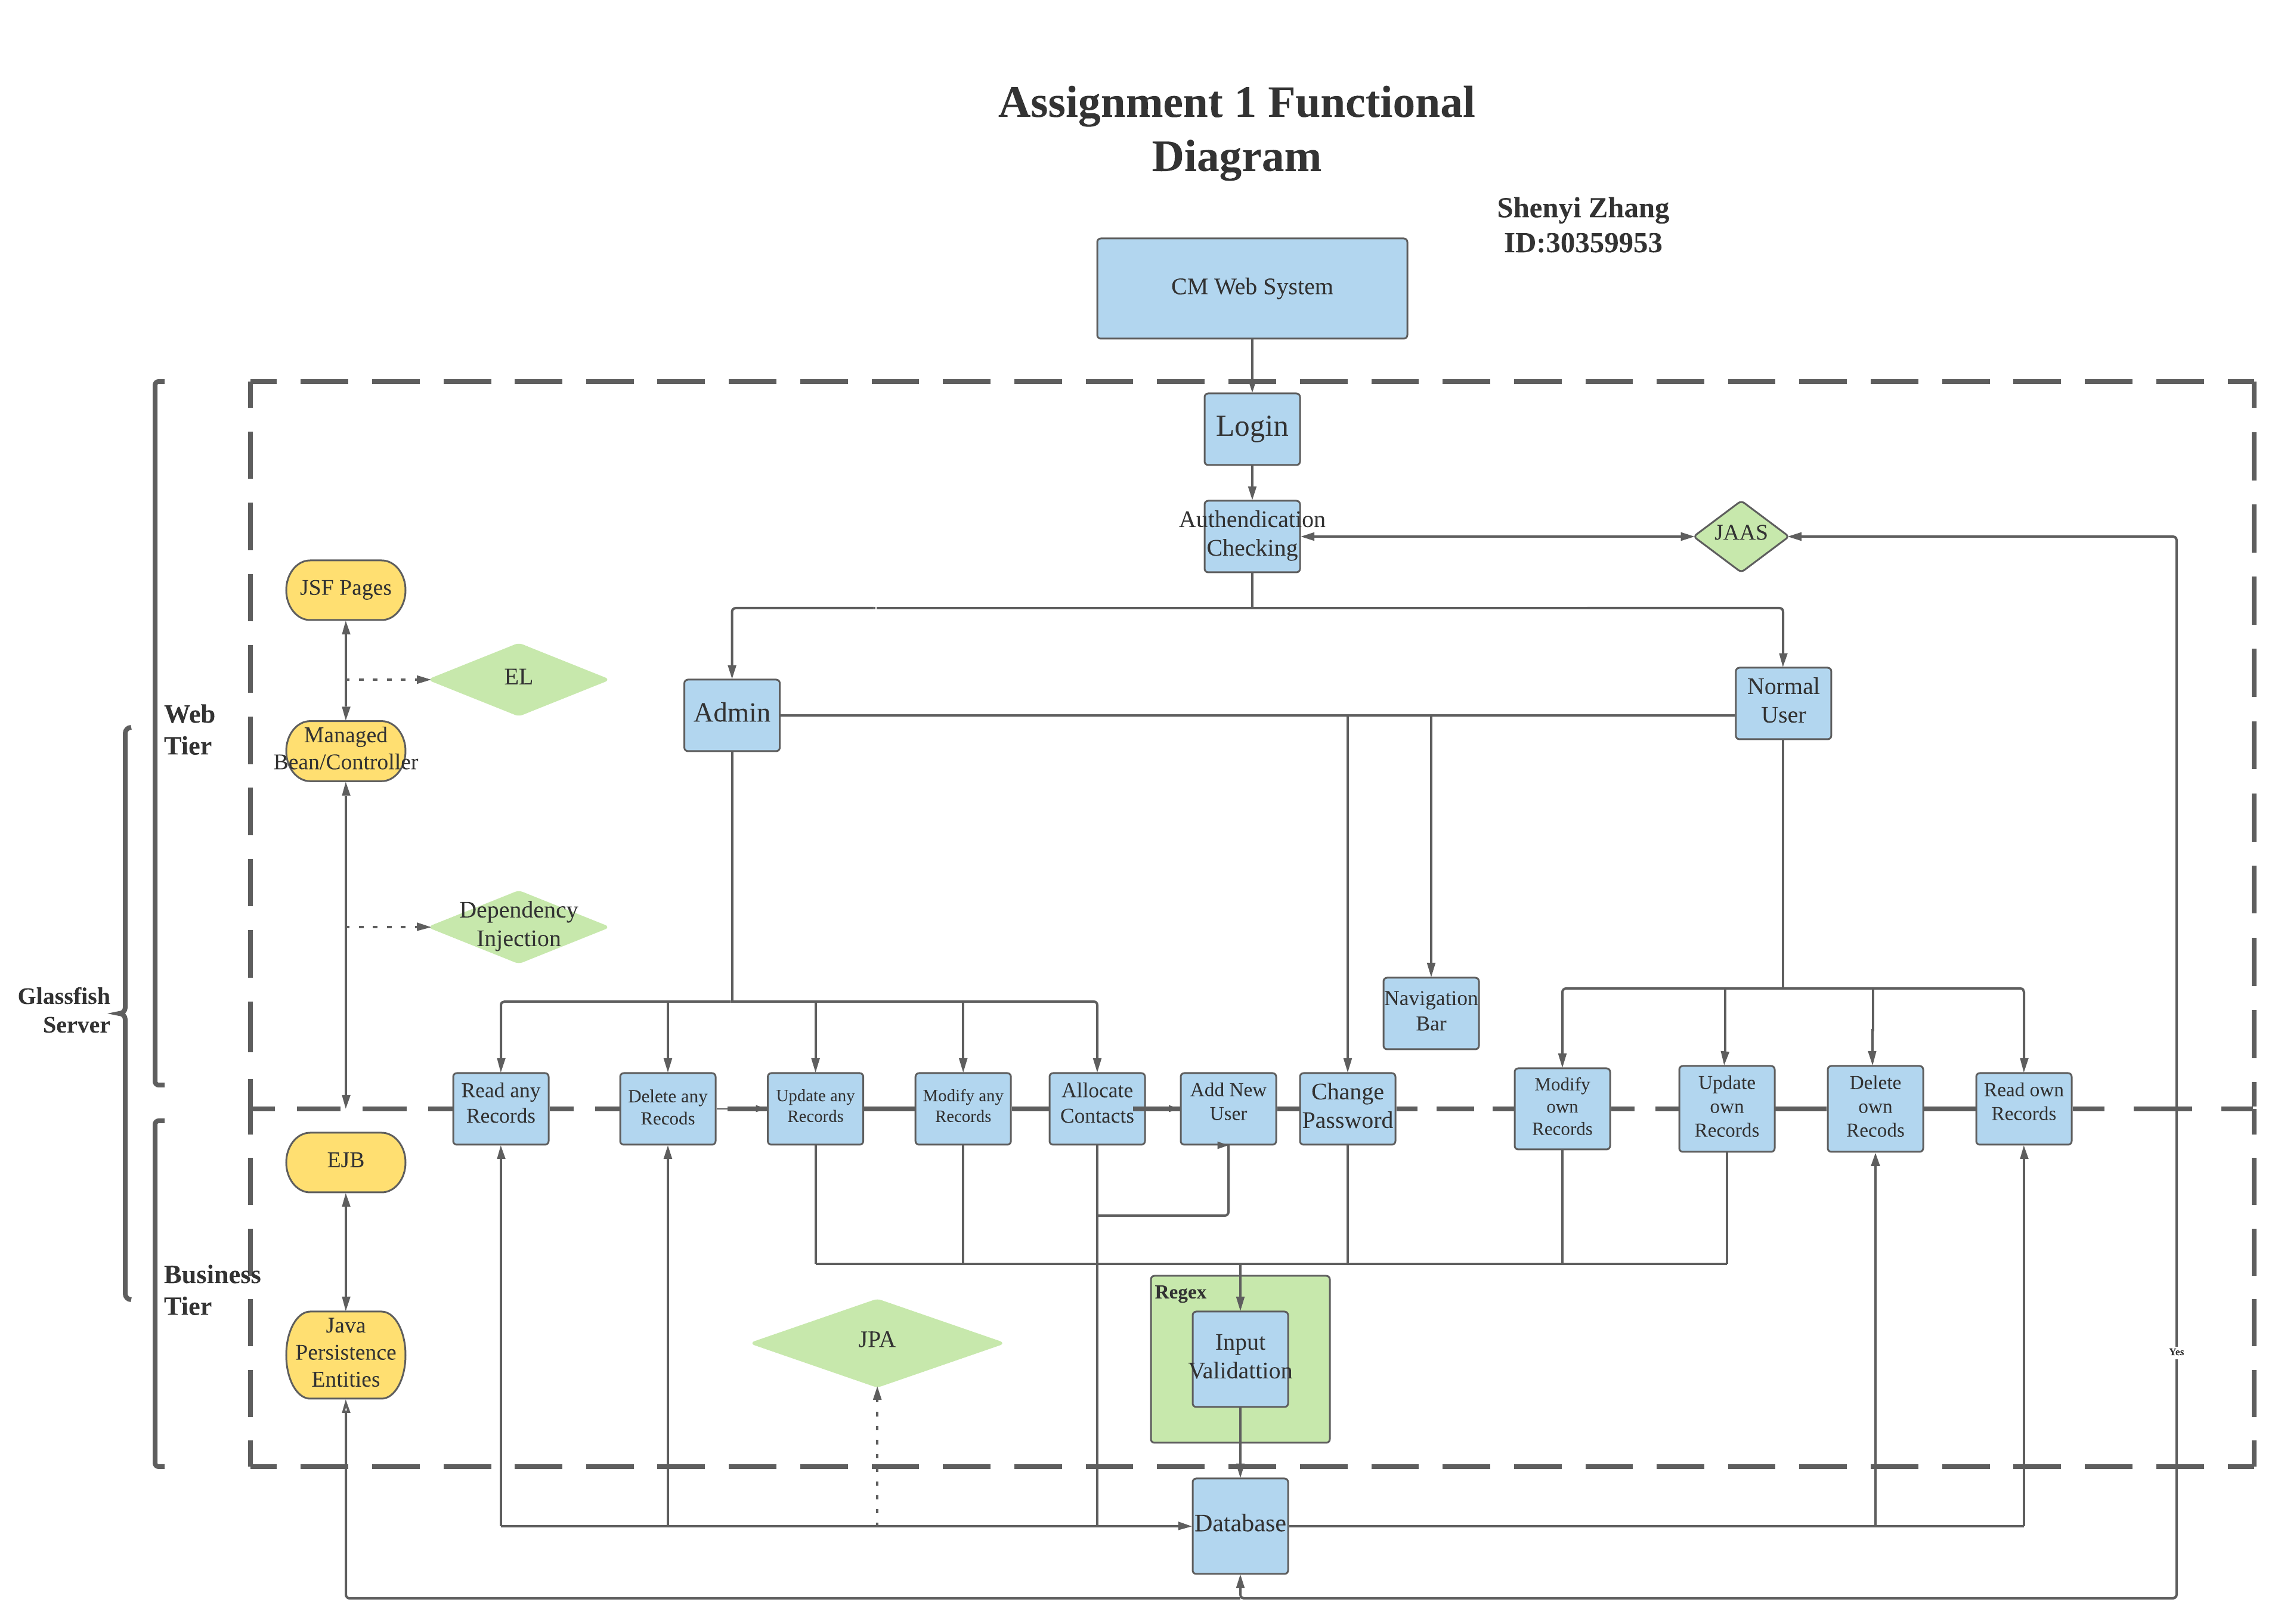 Assignment 1 Functional
Diagram
Shenyi Zhang
ID:30359953
CM Web System
Login
Authendication
Checking
JAAS
JSF Pages
EL
Admin
Normal
User
Web
Tier
Managed
Bean/Controller
Dependency
Injection
Glassfish
Server
Navigation
Bar
Read any
Records
Delete any
Recods
Update any
Records
Modify any
Records
Allocate
Contacts
Add New
User
Change
Password
Modify
own
Records
Update
own
Records
Delete
own
Recods
Read own
Records
EJB
Business
Tier
Regex
Java
Persistence
Entities
JPA
Input
Validattion
Yes
Database